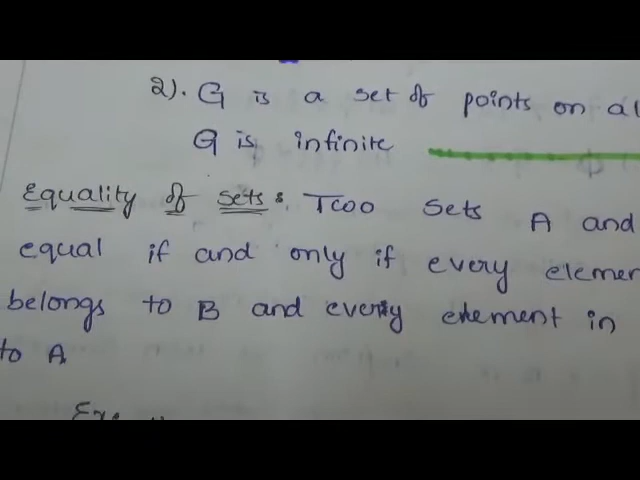 2). G is a set of points on a
G is infinite
Equality of sets: Two sets A and
equal if and only if every elemen
belongs to B and every element in
to A
Exa